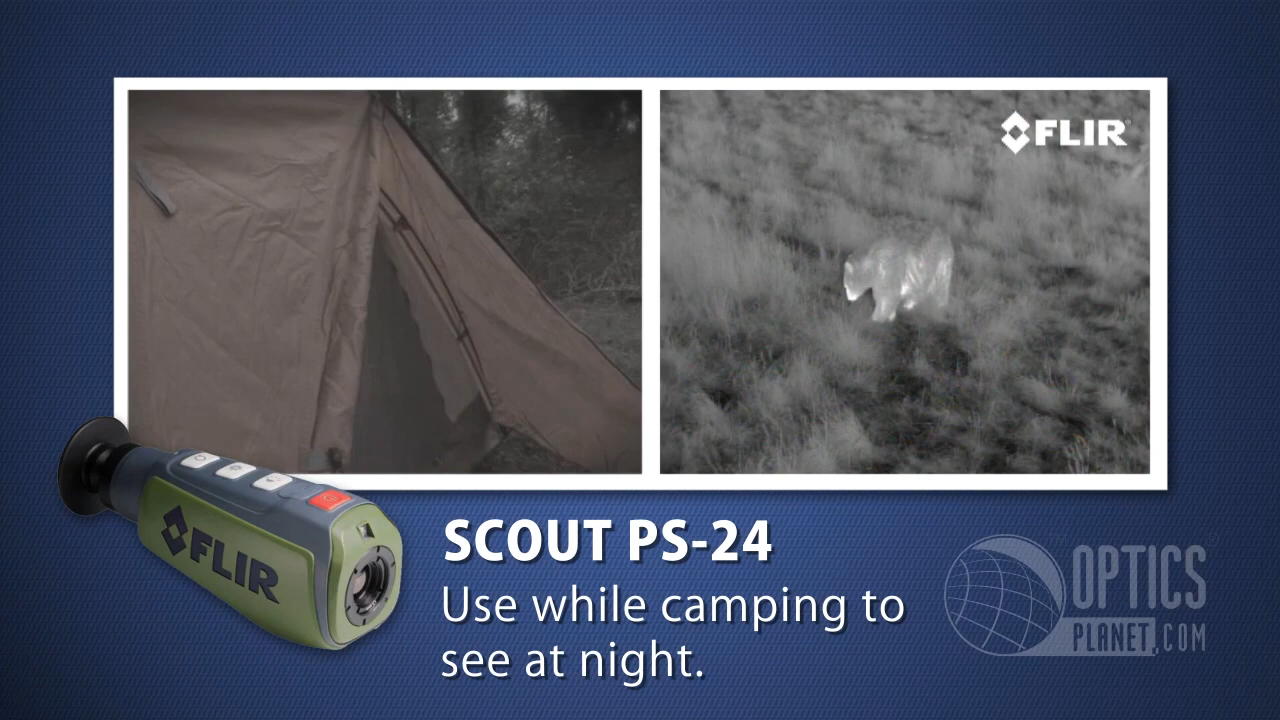 FLIR
FLIR
SCOUT PS-24
Use while camping to
see at night.
OPTICS
PLANET.COM